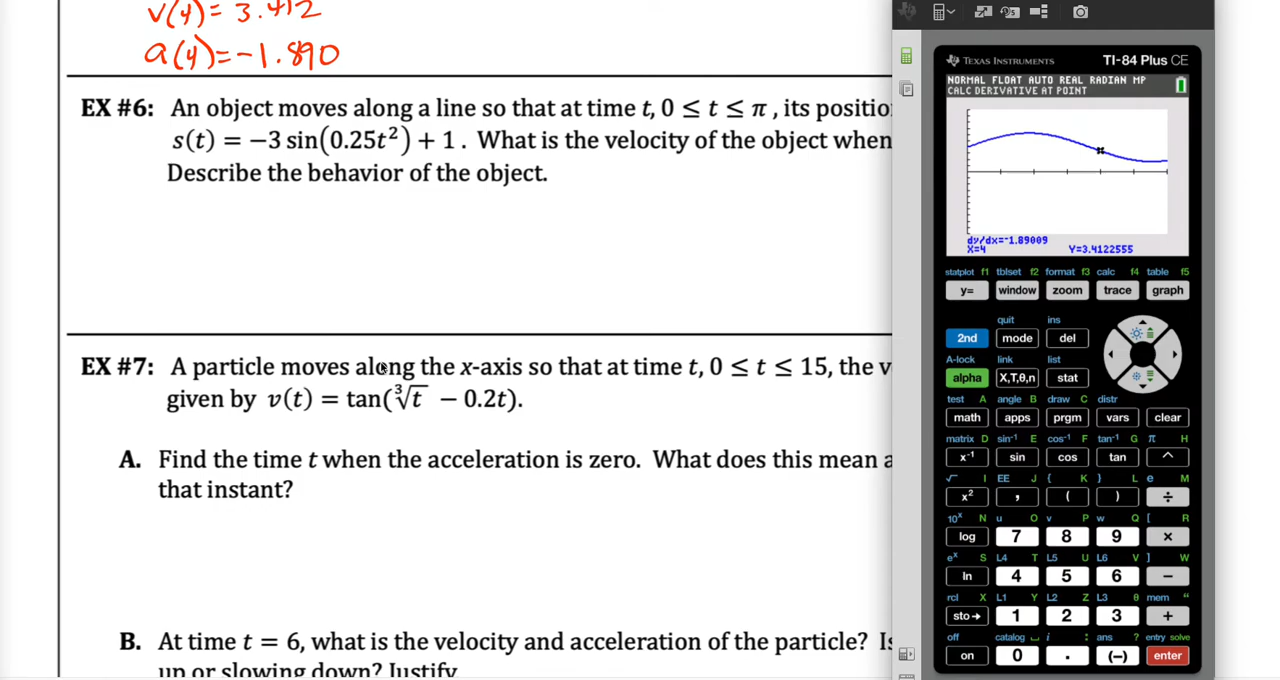 v(4) = 3.412
a(4) = -1.890
EX #6: An object moves along a line so that at time t, 0 ≤ t ≤ π , its positio
s(t) = −3 sin(0.25t²) + 1 . What is the velocity of the object when
Describe the behavior of the object.
EX #7: A particle moves along the x-axis so that at time t, 0 ≤ t ≤ 15, the v
given by v(t) = tan(∛t − 0.2t).
A. Find the time t when the acceleration is zero. What does this mean a
that instant?
B. At time t = 6, what is the velocity and acceleration of the particle? Is
up or slowing down? Justify.
TEXAS INSTRUMENTS TI-84 Plus CE
NORMAL FLOAT AUTO REAL RADIAN MP
CALC DERIVATIVE AT POINT
dy/dx=-1.89009
X=4 Y=3.4122555
statplot f1 tblset f2 format f3 calc f4 table f5
y= window zoom trace graph
quit ins
2nd mode del
A-lock link list
alpha X,T,θ,n stat
test A angle B draw C distr
math apps prgm vars clear
matrix D sin⁻¹ E cos⁻¹ F tan⁻¹ G π H
x⁻¹ sin cos tan ^
√ I EE J { K } L e M
x² , ( ) ÷
10ˣ N u O v P w Q [ R
log 7 8 9 ×
eˣ S L4 T L5 U L6 V ] W
ln 4 5 6 −
rcl X L1 Y L2 Z L3 θ mem "
sto→ 1 2 3 +
off catalog i : ans ? entry solve
on 0 . (−) enter